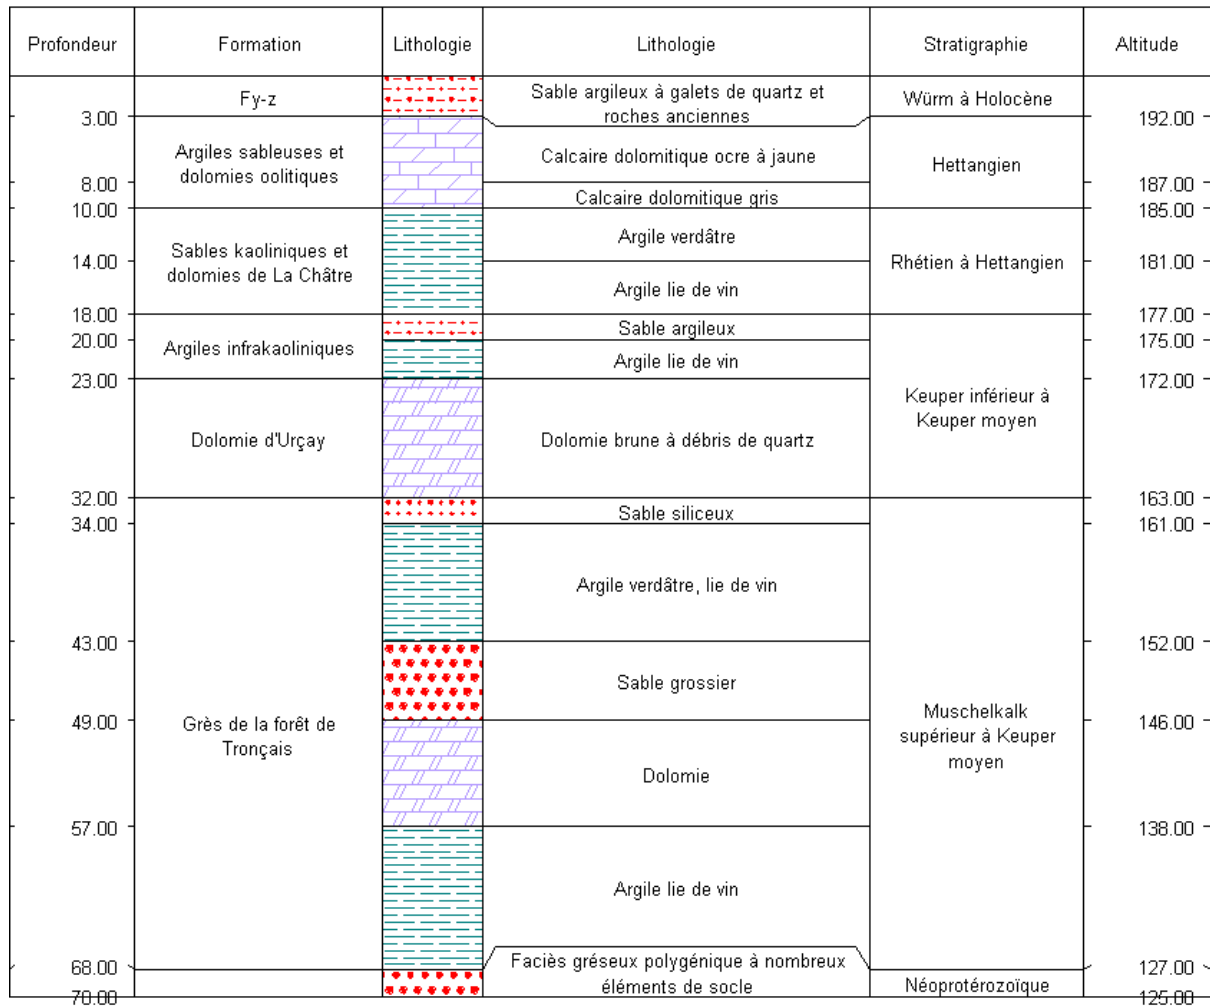 Profondeur Formation Lithologie Lithologie Stratigraphie Altitude
Fy-z
Sable argileux à galets de quartz et
roches anciennes
Würm à Holocène
3.00 192.00
Argiles sableuses et
dolomies oolitiques
Calcaire dolomitique ocre à jaune
Hettangien
8.00 187.00
Calcaire dolomitique gris
10.00 185.00
Sables kaoliniques et
dolomies de La Châtre
Argile verdâtre
Rhétien à Hettangien
14.00 181.00
Argile lie de vin
18.00 177.00
Argiles infrakaoliniques
Sable argileux
20.00 175.00
Argile lie de vin
23.00 172.00
Keuper inférieur à
Keuper moyen
Dolomie d'Urçay
Dolomie brune à débris de quartz
32.00 163.00
Sable siliceux
34.00 161.00
Argile verdâtre, lie de vin
43.00 152.00
Sable grossier
49.00 146.00
Grès de la forêt de
Tronçais
Muschelkalk
supérieur à Keuper
moyen
Dolomie
57.00 138.00
Argile lie de vin
68.00 127.00
Faciès gréseux polygénique à nombreux
éléments de socle
Néoprotérozoïque
70.00 125.00